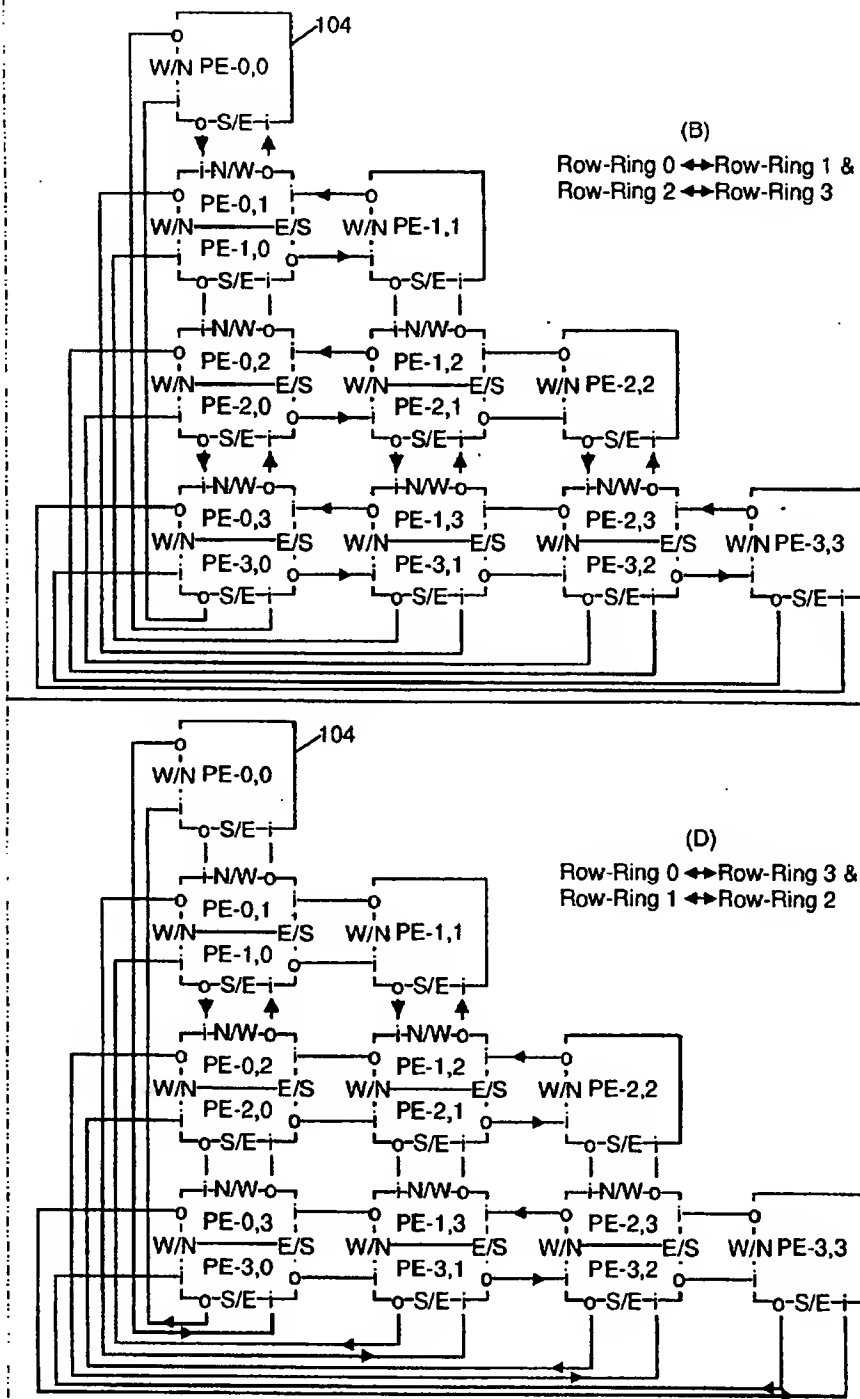 104
o
W/N PE-0,0
i
o-S/E-i
(B)
Row-Ring 0 ↔ Row-Ring 1 &
Row-Ring 2 ↔ Row-Ring 3
i-N/W-o
o PE-0,1 i o
W/N E/S W/N PE-1,1
i PE-1,0 o i
o-S/E-i o-S/E-i
i-N/W-o i-N/W-o
o PE-0,2 i o PE-1,2 i o
W/N E/S W/N E/S W/N PE-2,2
i PE-2,0 o i PE-2,1 o i
o-S/E-i o-S/E-i o-S/E-i
i-N/W-o i-N/W-o i-N/W-o
o PE-0,3 i o PE-1,3 i o PE-2,3 i o
W/N E/S W/N E/S W/N E/S W/N PE-3,3
i PE-3,0 o i PE-3,1 o i PE-3,2 o i
o-S/E-i o-S/E-i o-S/E-i o-S/E-i
104
o
W/N PE-0,0
i
o-S/E-i
(D)
Row-Ring 0 ↔ Row-Ring 3 &
Row-Ring 1 ↔ Row-Ring 2
i-N/W-o
o PE-0,1 i o
W/N E/S W/N PE-1,1
i PE-1,0 o i
o-S/E-i o-S/E-i
i-N/W-o i-N/W-o
o PE-0,2 i o PE-1,2 i o
W/N E/S W/N E/S W/N PE-2,2
i PE-2,0 o i PE-2,1 o i
o-S/E-i o-S/E-i o-S/E-i
i-N/W-o i-N/W-o i-N/W-o
o PE-0,3 i o PE-1,3 i o PE-2,3 i o
W/N E/S W/N E/S W/N E/S W/N PE-3,3
i PE-3,0 o i PE-3,1 o i PE-3,2 o i
o-S/E-i o-S/E-i o-S/E-i o-S/E-i